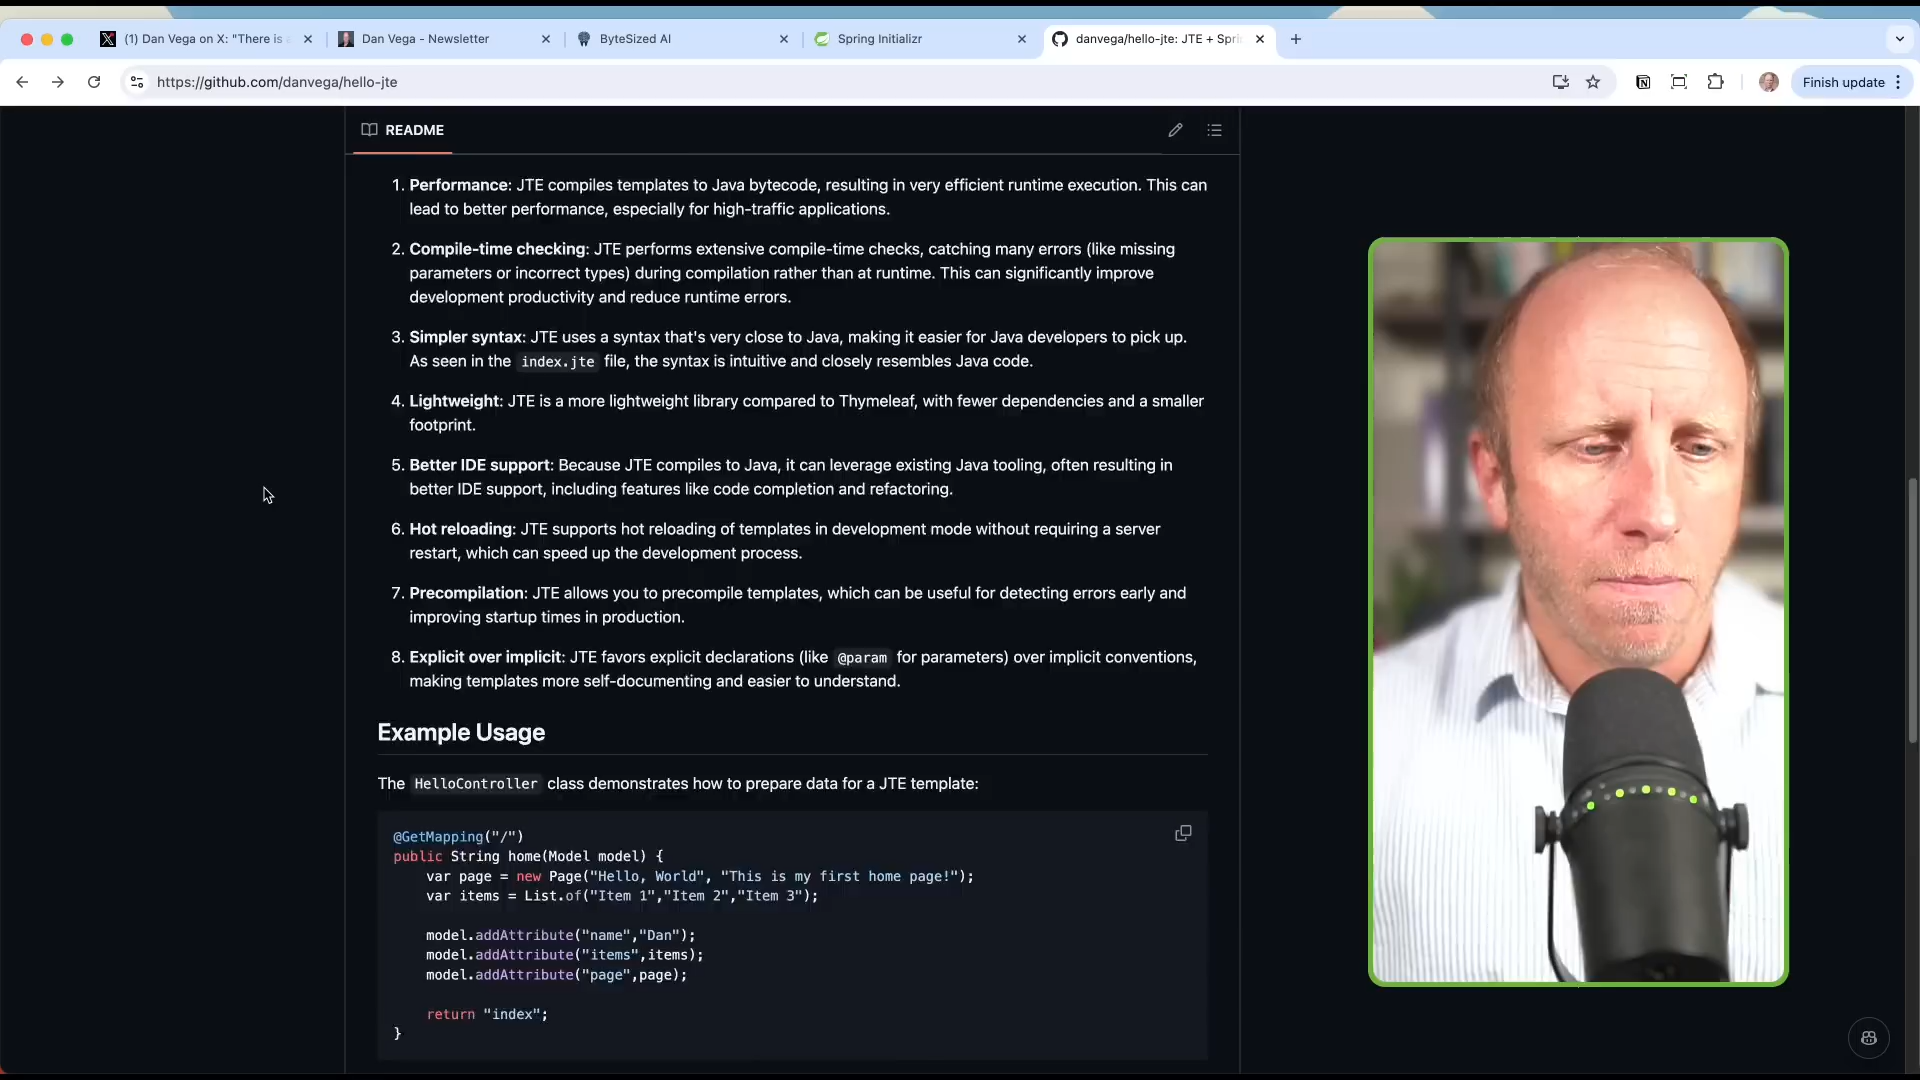 (1) Dan Vega on X: "There is a
Dan Vega - Newsletter
ByteSized AI
Spring Initializr
danvega/hello-jte: JTE + Spri
https://github.com/danvega/hello-jte
Finish update
README
1. Performance: JTE compiles templates to Java bytecode, resulting in very efficient runtime execution. This can
lead to better performance, especially for high-traffic applications.
2. Compile-time checking: JTE performs extensive compile-time checks, catching many errors (like missing
parameters or incorrect types) during compilation rather than at runtime. This can significantly improve
development productivity and reduce runtime errors.
3. Simpler syntax: JTE uses a syntax that's very close to Java, making it easier for Java developers to pick up.
As seen in the index.jte file, the syntax is intuitive and closely resembles Java code.
4. Lightweight: JTE is a more lightweight library compared to Thymeleaf, with fewer dependencies and a smaller
footprint.
5. Better IDE support: Because JTE compiles to Java, it can leverage existing Java tooling, often resulting in
better IDE support, including features like code completion and refactoring.
6. Hot reloading: JTE supports hot reloading of templates in development mode without requiring a server
restart, which can speed up the development process.
7. Precompilation: JTE allows you to precompile templates, which can be useful for detecting errors early and
improving startup times in production.
8. Explicit over implicit: JTE favors explicit declarations (like @param for parameters) over implicit conventions,
making templates more self-documenting and easier to understand.
Example Usage
The HelloController class demonstrates how to prepare data for a JTE template:
@GetMapping("/")
public String home(Model model) {
    var page = new Page("Hello, World", "This is my first home page!");
    var items = List.of("Item 1","Item 2","Item 3");
    model.addAttribute("name","Dan");
    model.addAttribute("items",items);
    model.addAttribute("page",page);
    return "index";
}